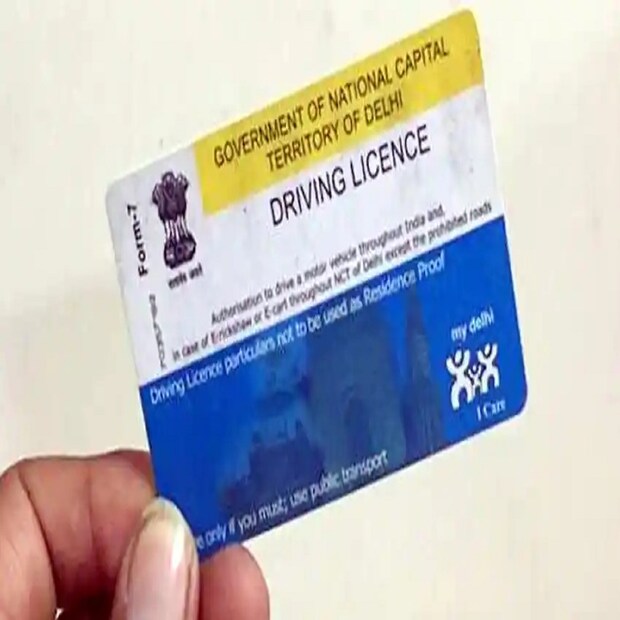 GOVERNMENT OF NATIONAL CAPITAL
TERRITORY OF DELHI
DRIVING LICENCE
Form-7
सत्यमेव जयते
Authorisation to drive a motor vehicle throughout India and,
in case of E-rickshaw or E-cart throughout NCT of Delhi except the prohibited roads
Driving Licence particulars not to be used as Residence Proof
my delhi
I Care
only if you must; use public transport